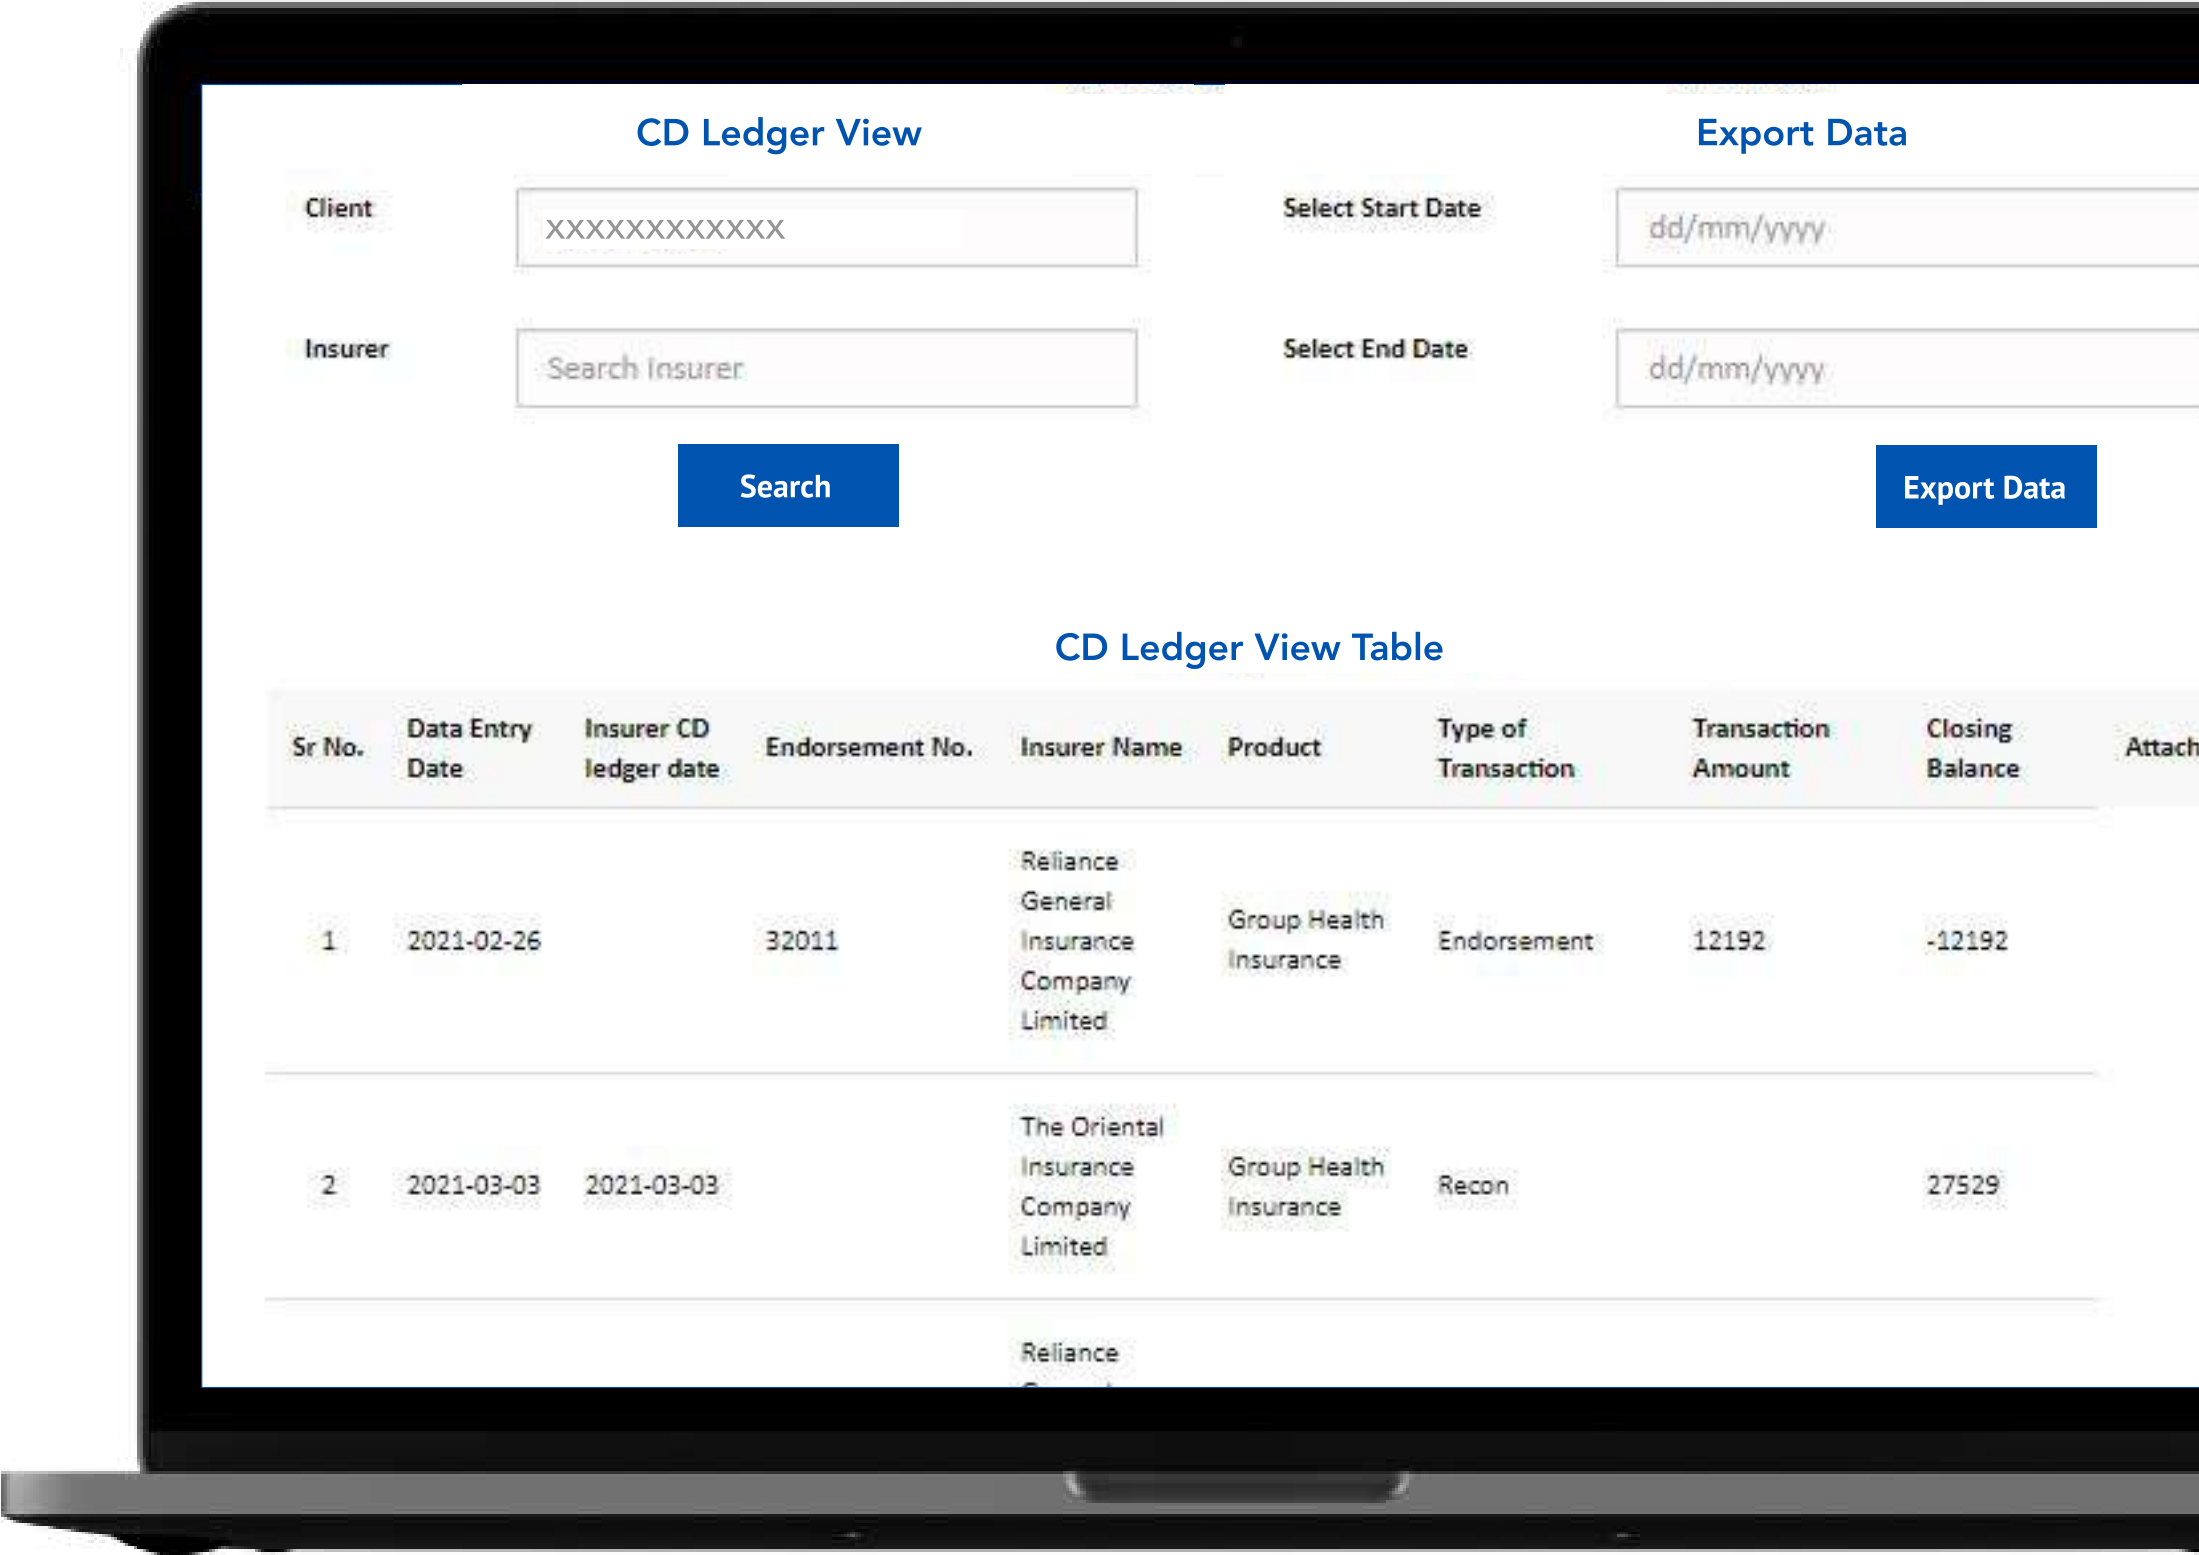 CD Ledger View
Export Data
Client
XXXXXXXXXXXX
Select Start Date
dd/mm/yyyy
Insurer
Search Insurer
Select End Date
dd/mm/yyyy
Search
Export Data
CD Ledger View Table
Sr No. Data Entry Date Insurer CD ledger date Endorsement No. Insurer Name Product Type of Transaction Transaction Amount Closing Balance Attach
1 2021-02-26 32011 Reliance General Insurance Company Limited Group Health Insurance Endorsement 12192 -12192
2 2021-03-03 2021-03-03 The Oriental Insurance Company Limited Group Health Insurance Recon 27529
Reliance